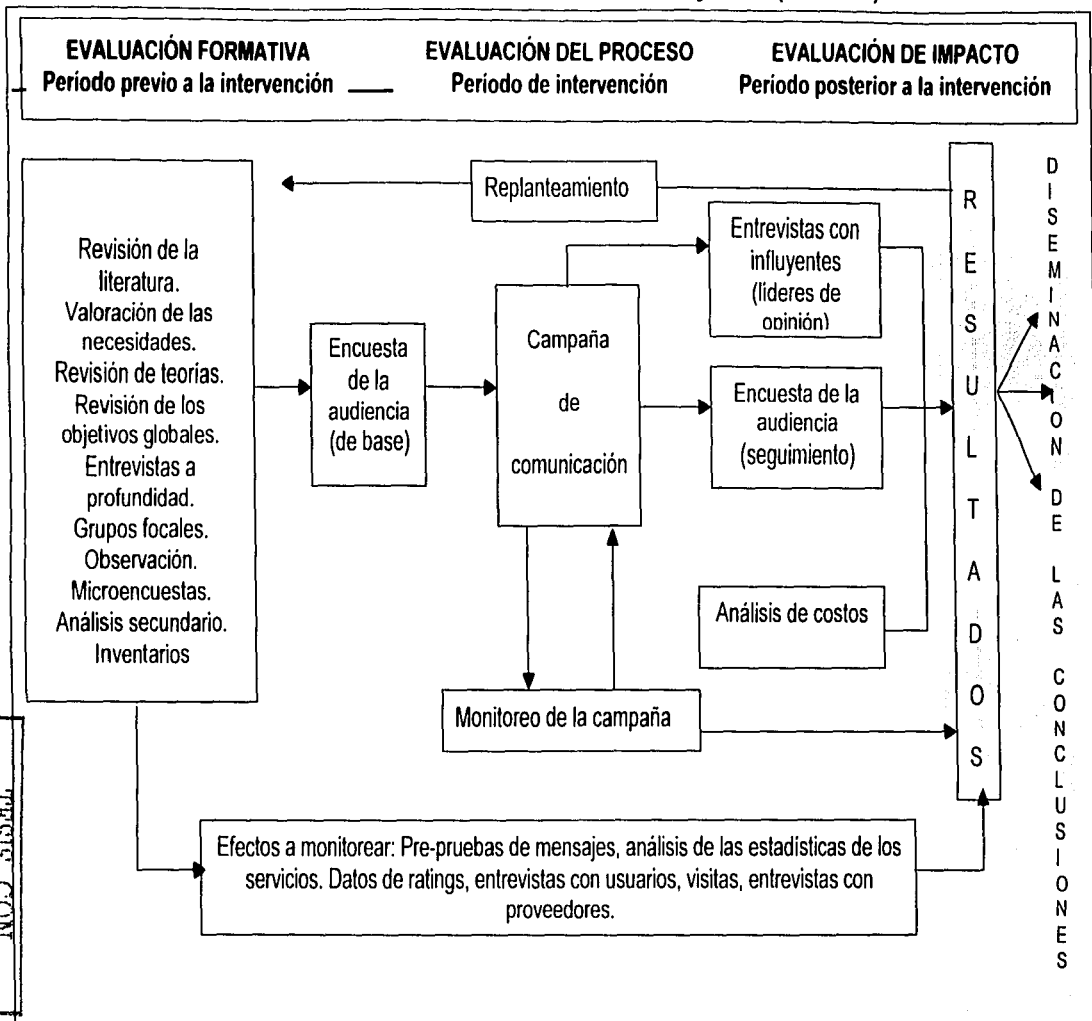 EVALUACIÓN FORMATIVA
Período previo a la intervención
EVALUACIÓN DEL PROCESO
Período de intervención
EVALUACIÓN DE IMPACTO
Período posterior a la intervención
Revisión de la
literatura.
Valoración de las
necesidades.
Revisión de teorías.
Revisión de los
objetivos globales.
Entrevistas a
profundidad.
Grupos focales.
Observación.
Microencuestas.
Análisis secundario.
Inventarios
Encuesta
de la
audiencia
(de base)
Replanteamiento
Campaña
de
comunicación
Entrevistas con
influyentes
(lideres de
opinión)
Encuesta de la
audiencia
(seguimiento)
Análisis de costos
Monitoreo de la campaña
Efectos a monitorear: Pre-pruebas de mensajes, análisis de las estadísticas de los
servicios. Datos de ratings, entrevistas con usuarios, visitas, entrevistas con
proveedores.
RESULTADOS
DISEMINACION DE LAS CONCLUSIONES
TESIS CON